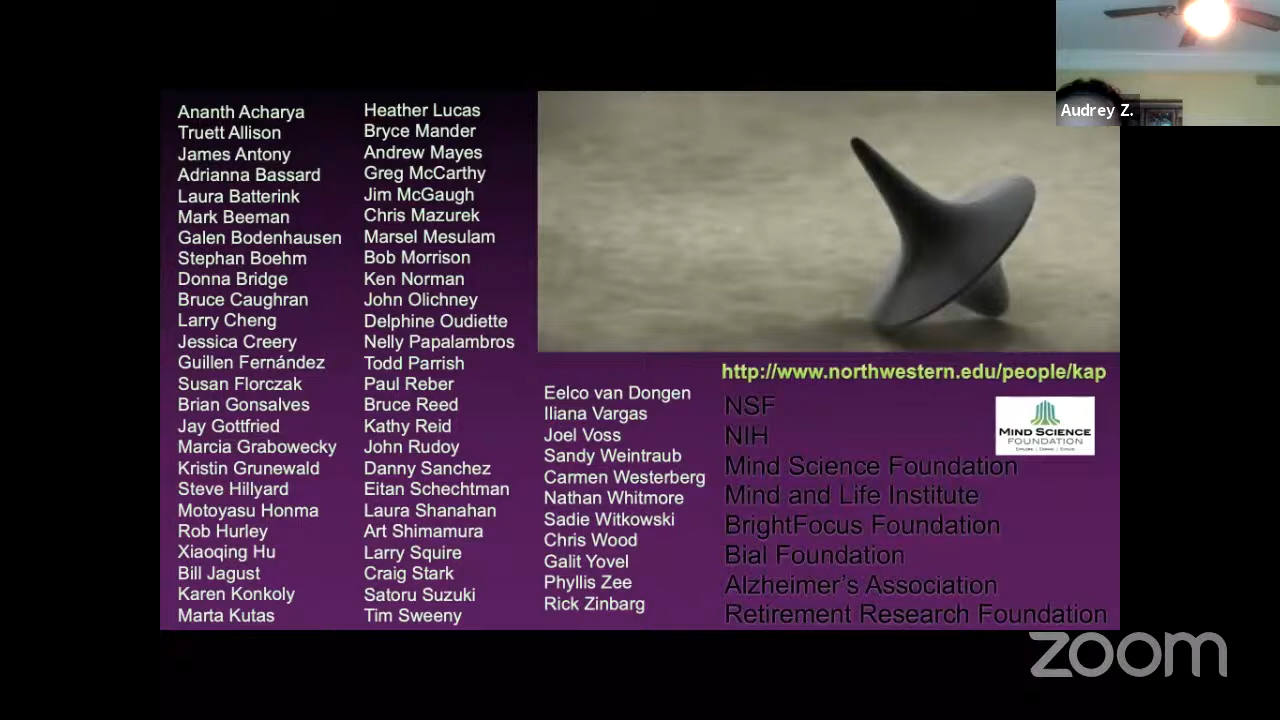 Audrey Z.
Ananth Acharya
Truett Allison
James Antony
Adrianna Bassard
Laura Batterink
Mark Beeman
Galen Bodenhausen
Stephan Boehm
Donna Bridge
Bruce Caughran
Larry Cheng
Jessica Creery
Guillen Fernández
Susan Florczak
Brian Gonsalves
Jay Gottfried
Marcia Grabowecky
Kristin Grunewald
Steve Hillyard
Motoyasu Honma
Rob Hurley
Xiaoqing Hu
Bill Jagust
Karen Konkoly
Marta Kutas
Heather Lucas
Bryce Mander
Andrew Mayes
Greg McCarthy
Jim McGaugh
Chris Mazurek
Marsel Mesulam
Bob Morrison
Ken Norman
John Olichney
Delphine Oudiette
Nelly Papalambros
Todd Parrish
Paul Reber
Bruce Reed
Kathy Reid
John Rudoy
Danny Sanchez
Eitan Schechtman
Laura Shanahan
Art Shimamura
Larry Squire
Craig Stark
Satoru Suzuki
Tim Sweeny
Eelco van Dongen
Iliana Vargas
Joel Voss
Sandy Weintraub
Carmen Westerberg
Nathan Whitmore
Sadie Witkowski
Chris Wood
Galit Yovel
Phyllis Zee
Rick Zinbarg
http://www.northwestern.edu/people/kap
NSF
NIH
Mind Science Foundation
Mind and Life Institute
BrightFocus Foundation
Bial Foundation
Alzheimer's Association
Retirement Research Foundation
MIND SCIENCE
FOUNDATION
zoom